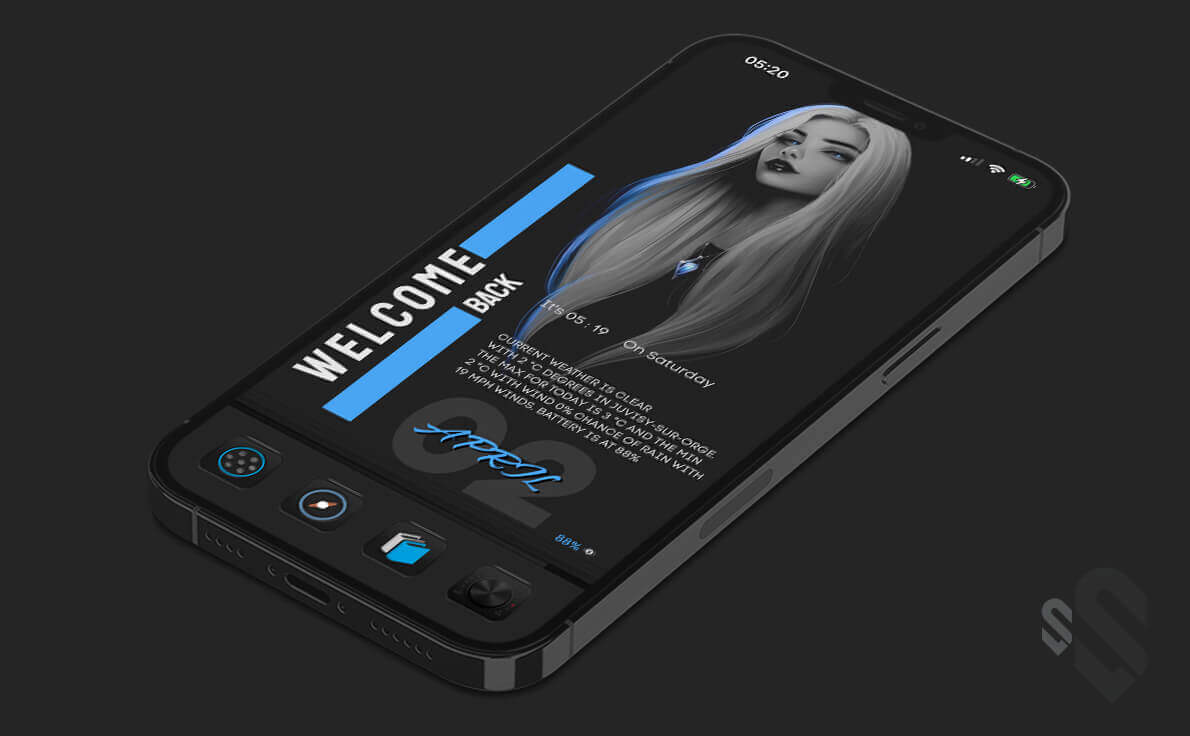 05:20
WELCOME
BACK
It's 05 : 19
On Saturday
CURRENT WEATHER IS CLEAR
WITH 2 °C DEGREES IN JUVISY-SUR-ORGE.
THE MAX FOR TODAY IS 3 °C AND THE MIN
2 °C WITH WIND 0% CHANCE OF RAIN WITH
19 MPH WINDS. BATTERY IS AT 88%
02
APRIL
88%